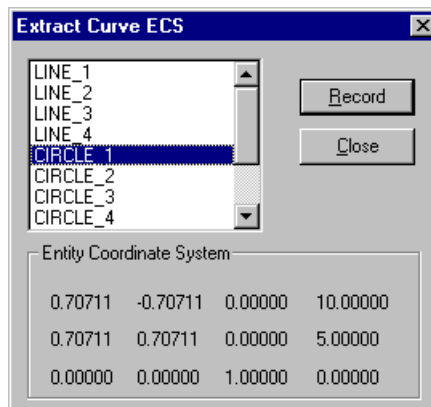 Extract Curve ECS
LINE_1
LINE_2
LINE_3
LINE_4
CIRCLE_1
CIRCLE_2
CIRCLE_3
CIRCLE_4
Record
Close
Entity Coordinate System
0.70711 -0.70711 0.00000 10.00000
0.70711 0.70711 0.00000 5.00000
0.00000 0.00000 1.00000 0.00000